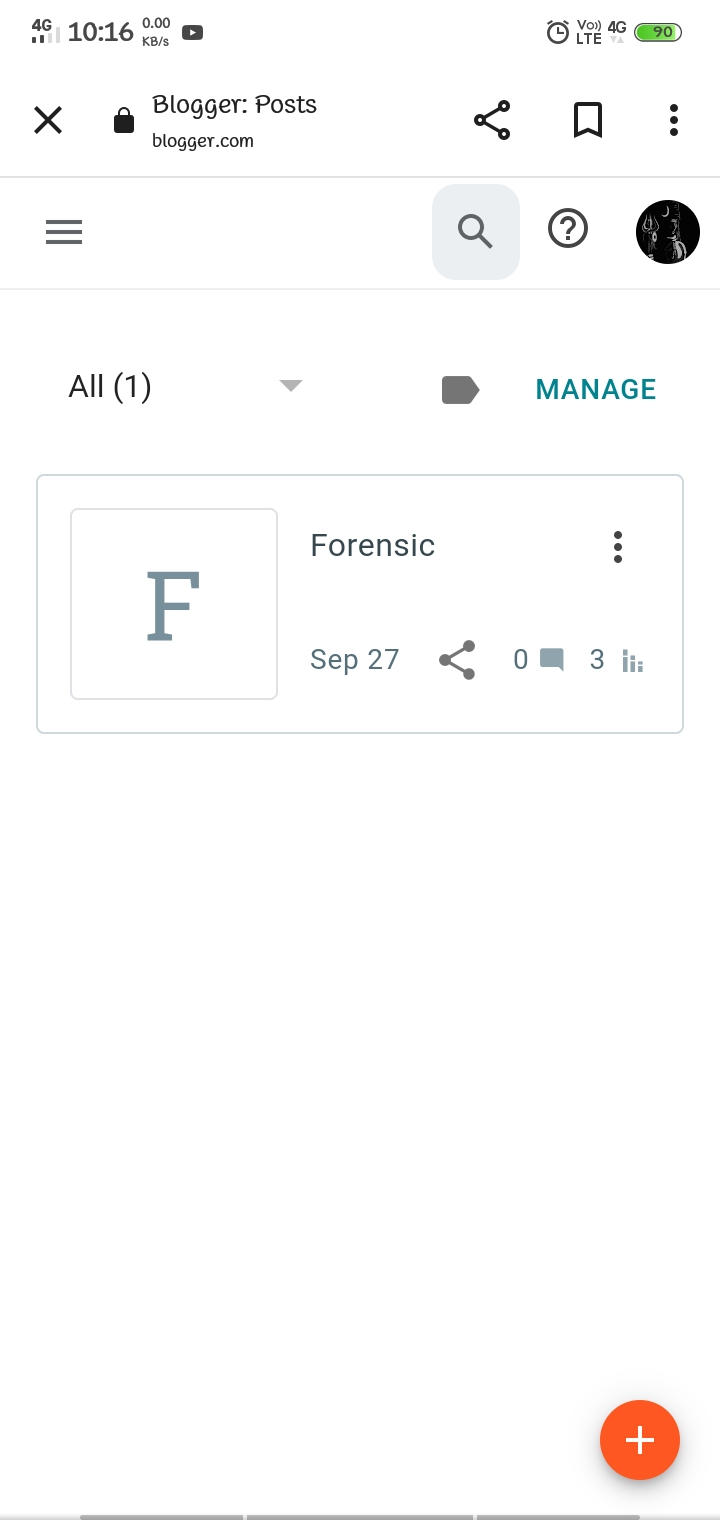 4G 10:16 0.00 KB/s Vo)) LTE 4G 90
Blogger: Posts
blogger.com
All (1) MANAGE
F
Forensic
Sep 27 0 3